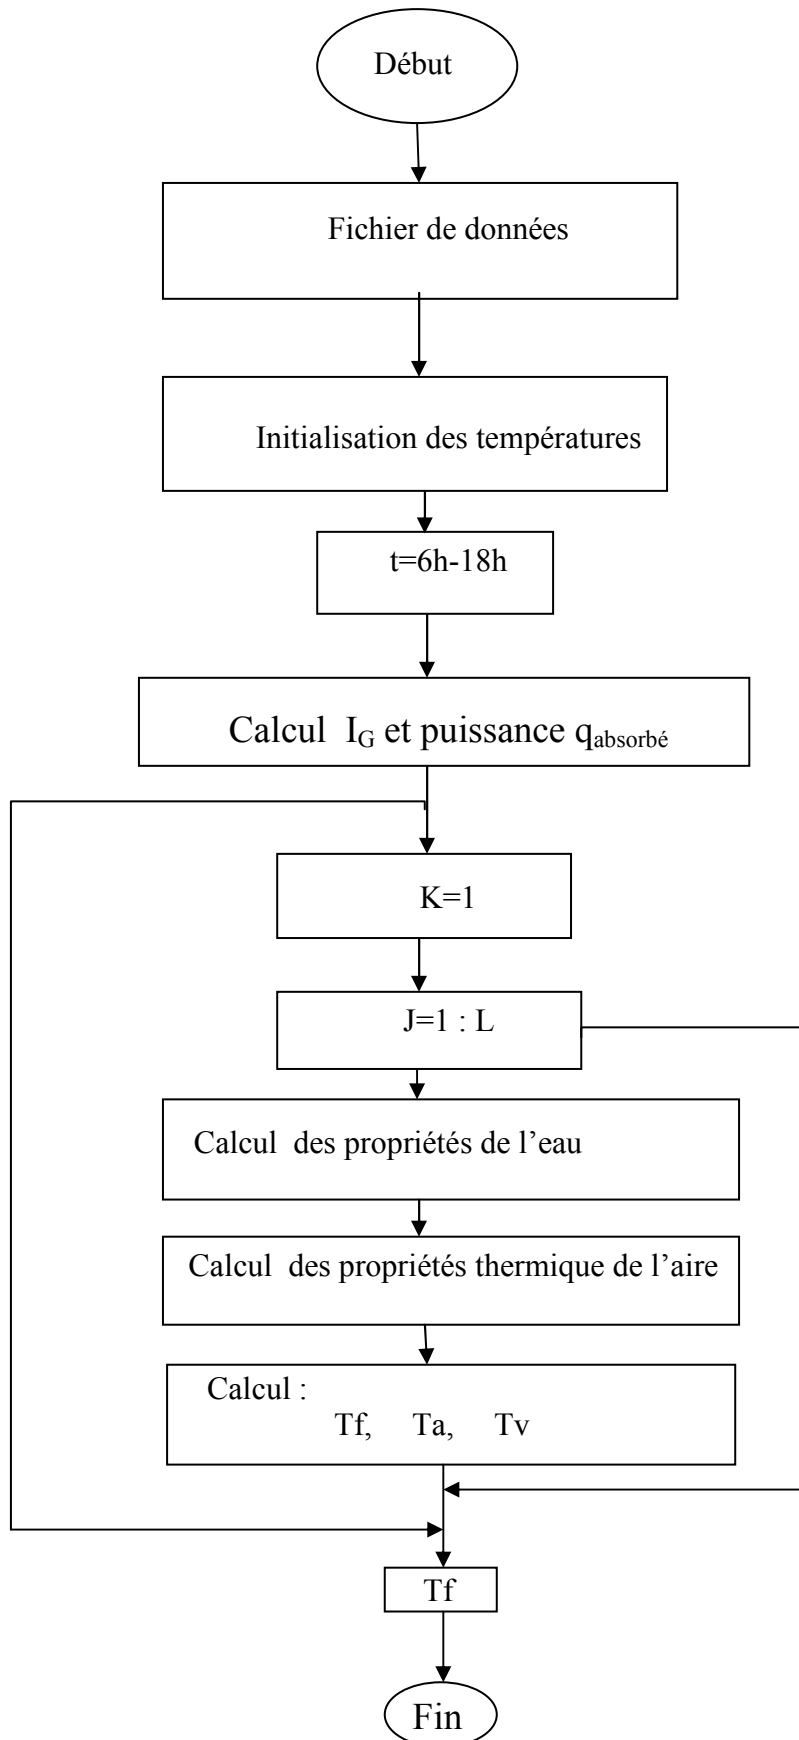 Début
Fichier de données
Initialisation des températures
t=6h-18h
Calcul I_G et puissance q_absorbé
K=1
J=1 : L
Calcul des propriétés de l’eau
Calcul des propriétés thermique de l’aire
Calcul :
Tf, Ta, Tv
Tf
Fin